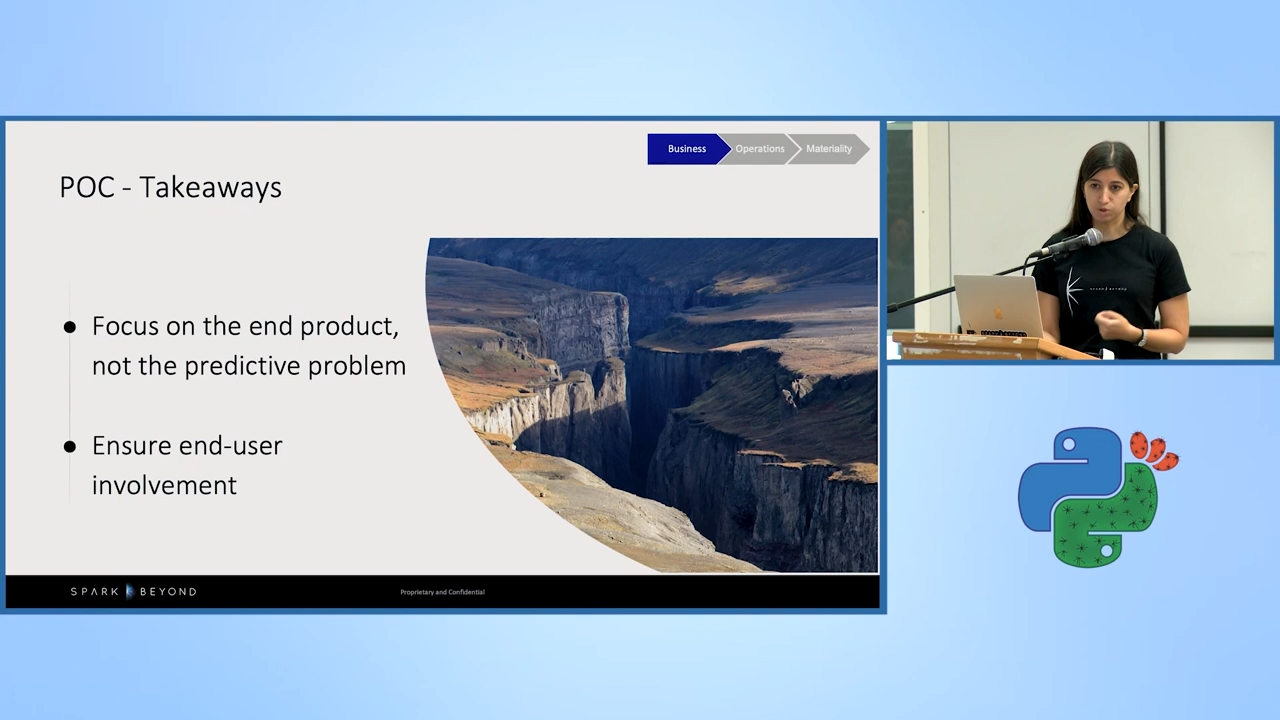 Business
Operations
Materiality
POC - Takeaways
● Focus on the end product,
not the predictive problem
● Ensure end-user
involvement
SPARK BEYOND
Proprietary and Confidential